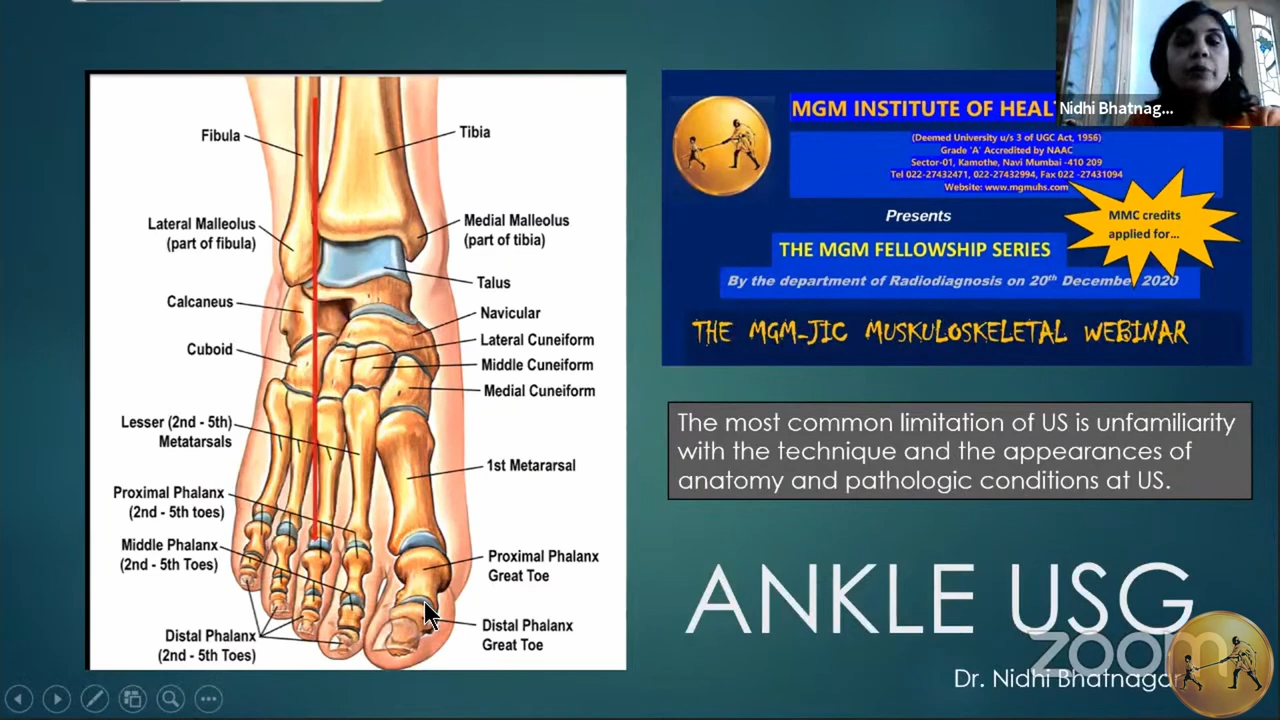 Fibula
Tibia
Lateral Malleolus
(part of fibula)
Medial Malleolus
(part of tibia)
Talus
Calcaneus
Navicular
Lateral Cuneiform
Cuboid
Middle Cuneiform
Medial Cuneiform
Lesser (2nd - 5th)
Metatarsals
1st Metararsal
Proximal Phalanx
(2nd - 5th toes)
Middle Phalanx
(2nd - 5th Toes)
Proximal Phalanx
Great Toe
Distal Phalanx
(2nd - 5th Toes)
Distal Phalanx
Great Toe
Nidhi Bhatnag...
MGM INSTITUTE OF
(Deemed University u/s 3 of UGC Act, 1956)
Grade 'A' Accredited by NAAC
Sector-01, Kamothe, Navi Mumbai -410 209
Tel 022-27432471, 022-27432994, Fax 022 -27431094
Website: www.mgmuhs.com
Presents
MMC credits
applied for...
THE MGM FELLOWSHIP SERIES
By the department of Radiodiagnosis on 20th December 2020
THE MGM-JIC MUSKULOSKELETAL WEBINAR
The most common limitation of US is unfamiliarity
with the technique and the appearances of
anatomy and pathologic conditions at US.
ANKLE USG
zoom
Dr. Nidhi Bhatnagar